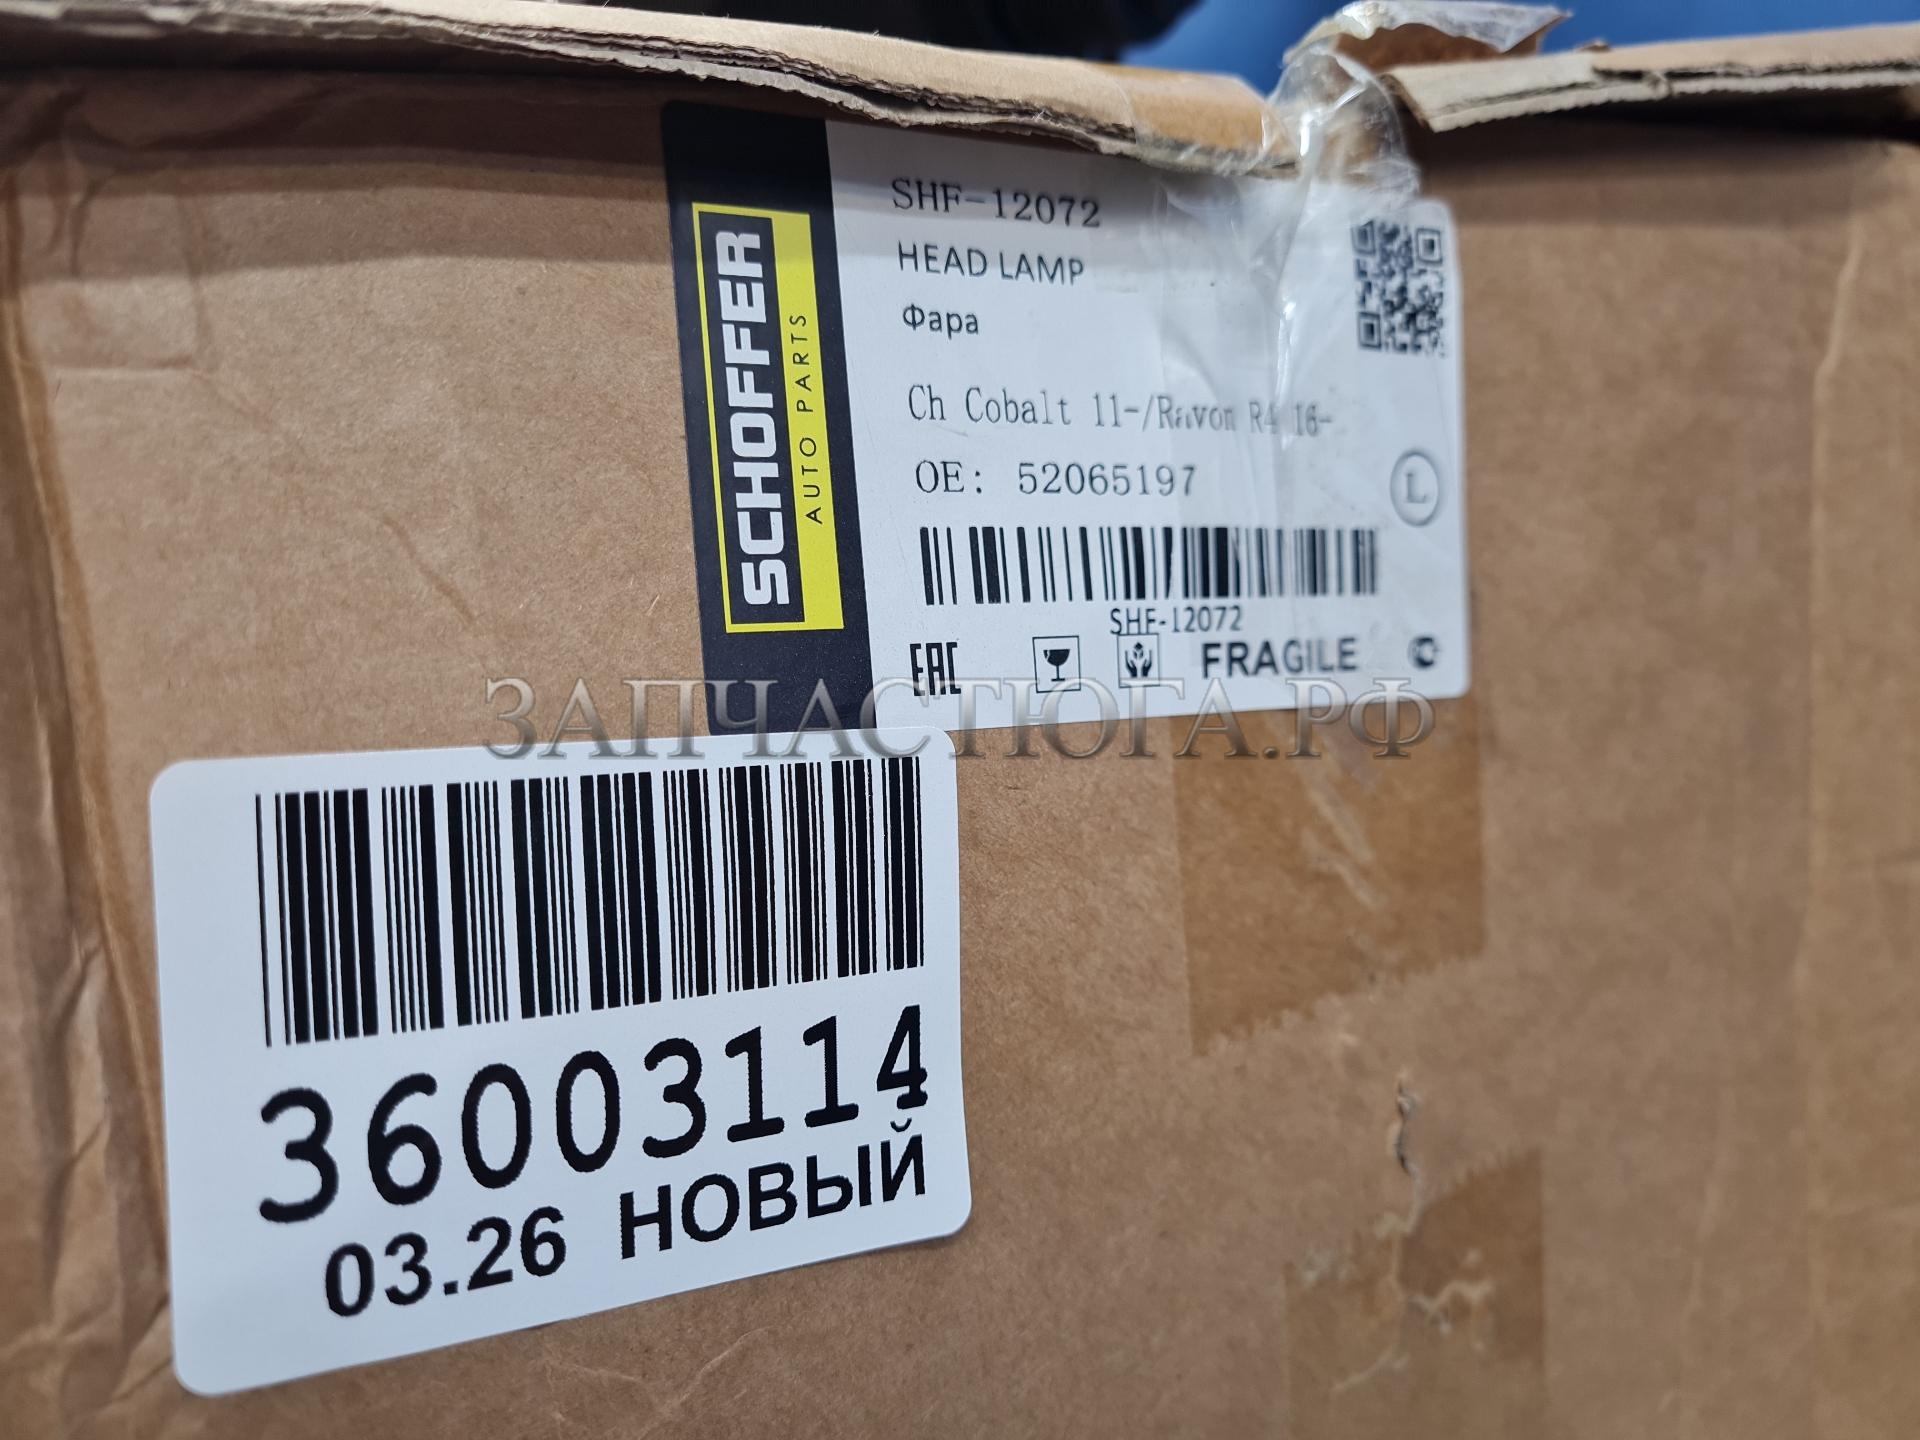 SCHOFFER
AUTO PARTS
SHF-12072
HEAD LAMP
Фара
Ch Cobalt 11-/Ravon R4 16-
OE: 52065197
L
SHF-12072
EAC
FRAGILE
ЗАПЧАСТЮГА.РФ
36003114
03.26 НОВЫЙ